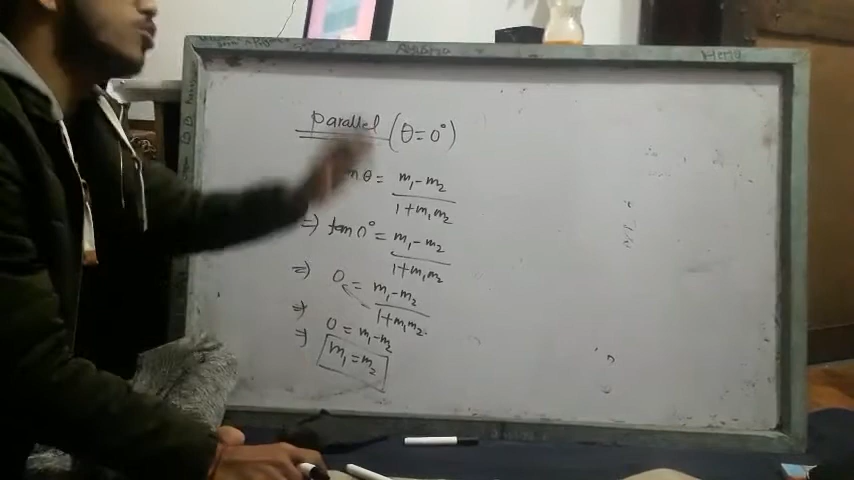 parallel (θ = 0°)
tan θ = m₁ - m₂ / 1 + m₁m₂
⇒) tan 0° = m₁ - m₂ / 1 + m₁m₂
⇒) 0 = m₁ - m₂ / 1 + m₁m₂
⇒) 0 = m₁ - m₂
⇒) m₁ = m₂